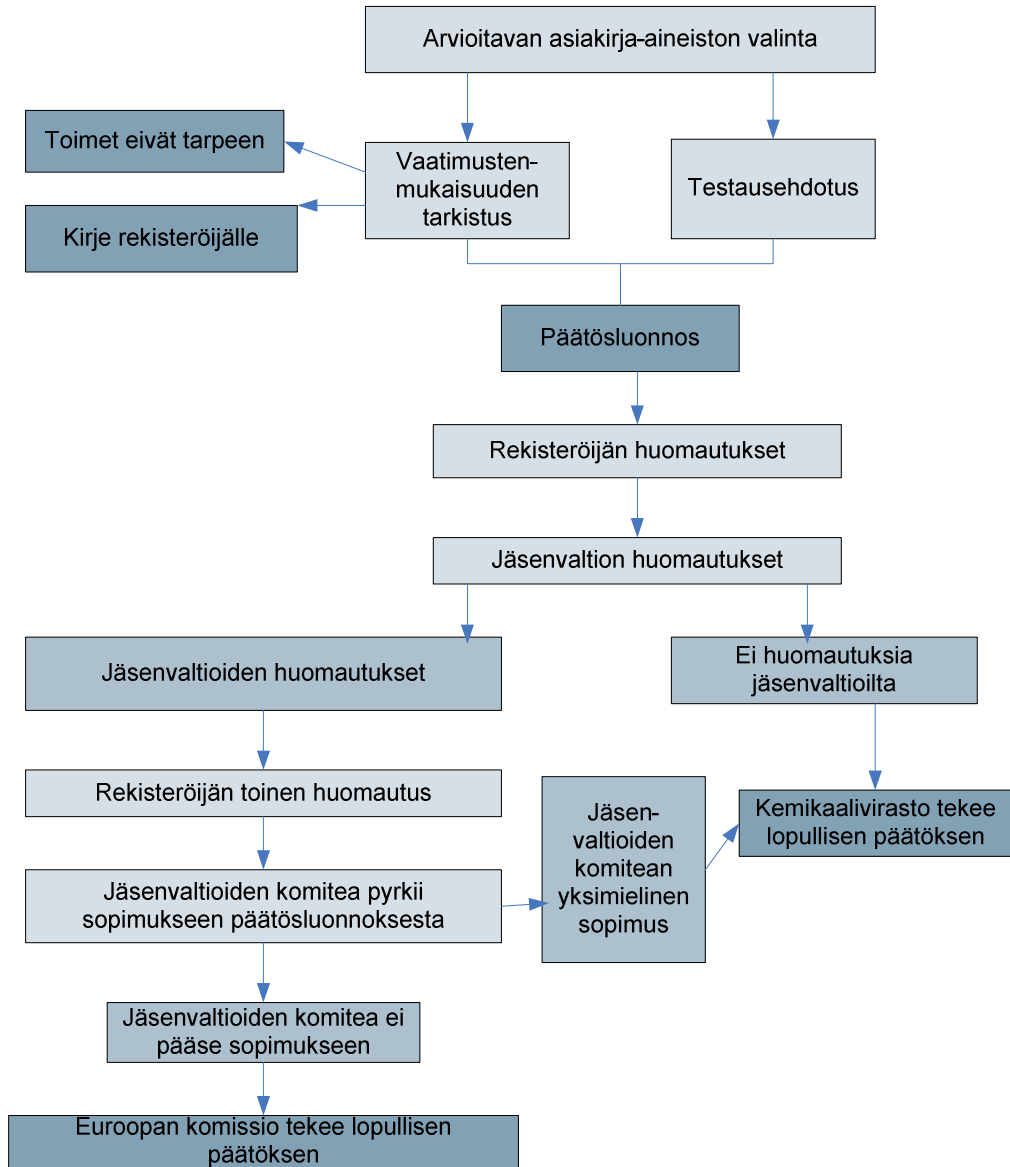 Arvioitavan asiakirja-aineiston valinta
Toimet eivät tarpeen
Vaatimusten-
mukaisuuden
tarkistus
Testausehdotus
Kirje rekisteröijälle
Päätösluonnos
Rekisteröijän huomautukset
Jäsenvaltion huomautukset
Jäsenvaltioiden huomautukset
Ei huomautuksia
jäsenvaltioilta
Rekisteröijän toinen huomautus
Jäsen-
valtioiden
komitean
yksimielinen
sopimus
Kemikaalivirasto tekee
lopullisen päätöksen
Jäsenvaltioiden komitea pyrkii
sopimukseen päätösluonnoksesta
Jäsenvaltioiden komitea ei
pääse sopimukseen
Euroopan komissio tekee lopullisen
päätöksen